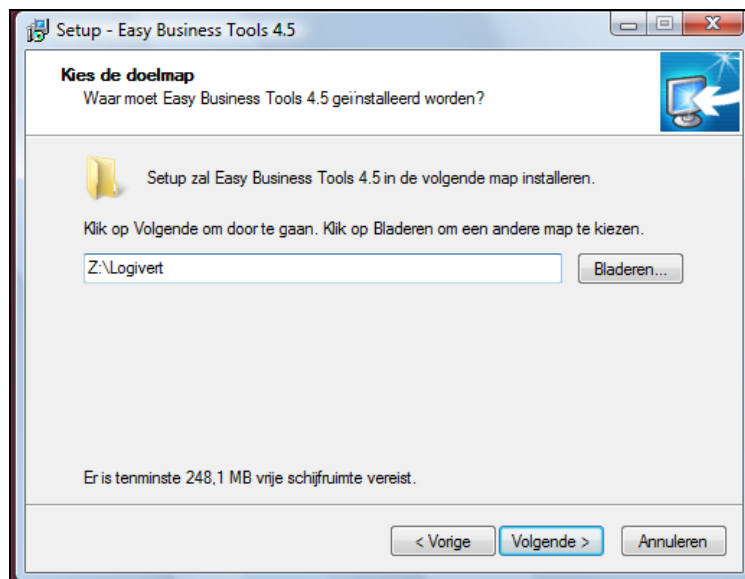 Setup - Easy Business Tools 4.5
Kies de doelmap
Waar moet Easy Business Tools 4.5 geïnstalleerd worden?
Setup zal Easy Business Tools 4.5 in de volgende map installeren.
Klik op Volgende om door te gaan. Klik op Bladeren om een andere map te kiezen.
Z:\Logivert
Bladeren...
Er is tenminste 248,1 MB vrije schijfruimte vereist.
< Vorige
Volgende >
Annuleren